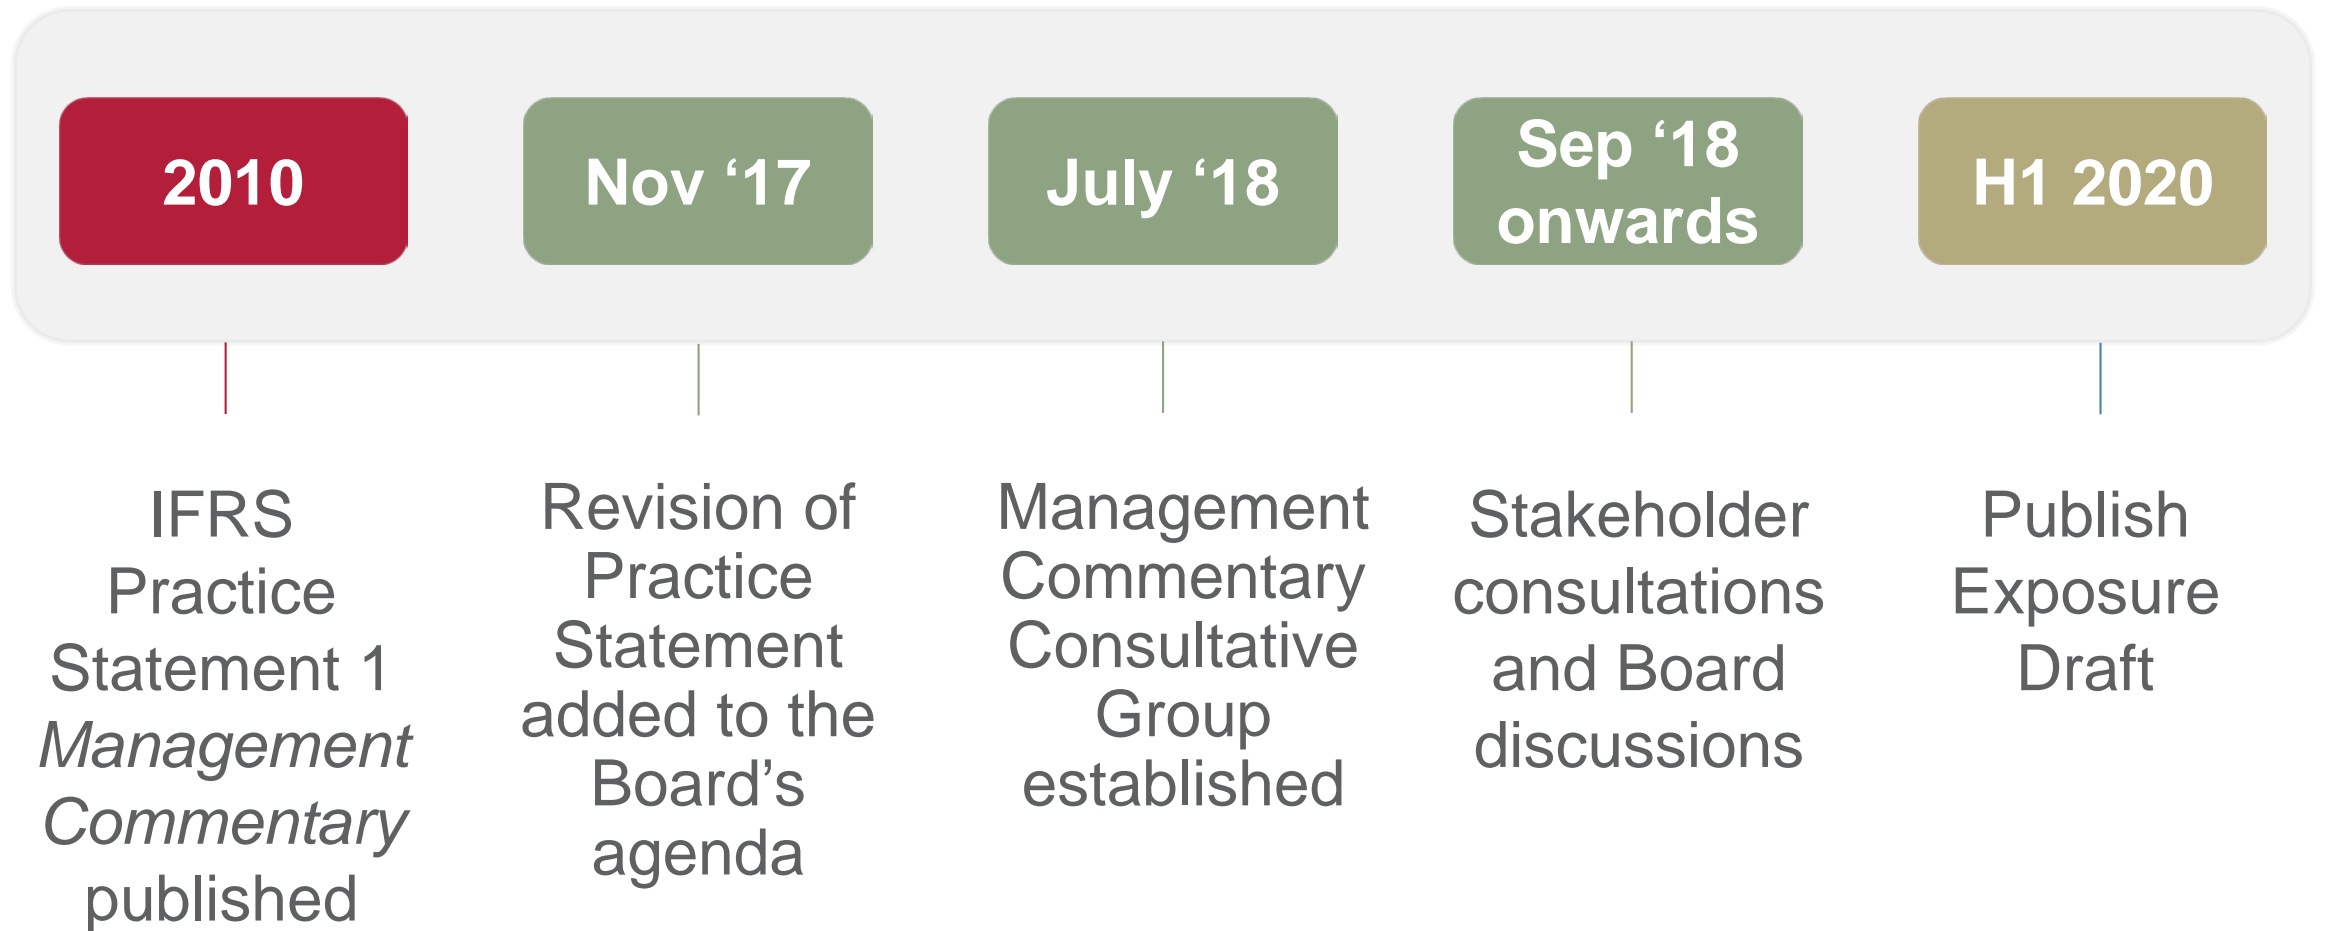 2010
Nov ‘17
July ‘18
Sep ‘18
onwards
H1 2020
IFRS
Practice
Statement 1
Management
Commentary
published
Revision of
Practice
Statement
added to the
Board’s
agenda
Management
Commentary
Consultative
Group
established
Stakeholder
consultations
and Board
discussions
Publish
Exposure
Draft